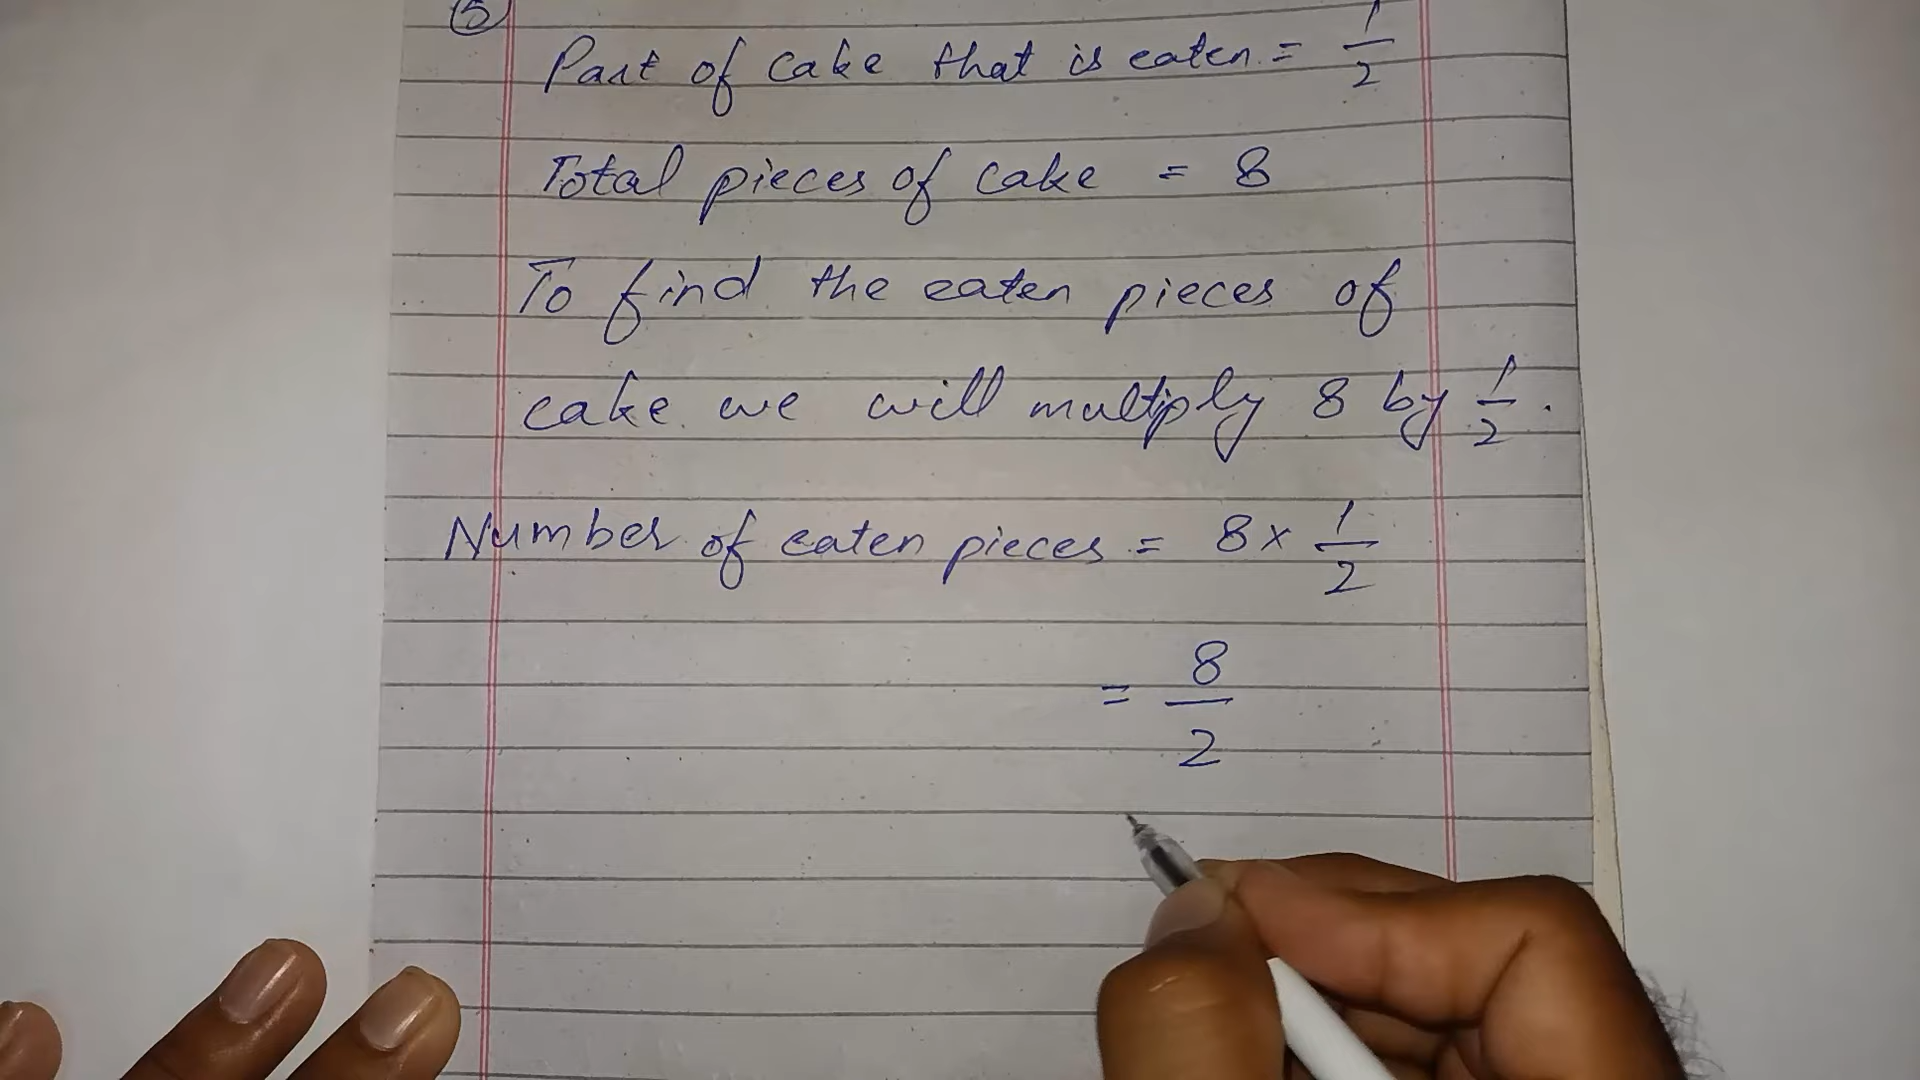 5
Part of cake that is eaten = 1/2
Total pieces of cake = 8
To find the eaten pieces of
cake we will multiply 8 by 1/2.
Number of eaten pieces = 8 × 1/2
= 8/2